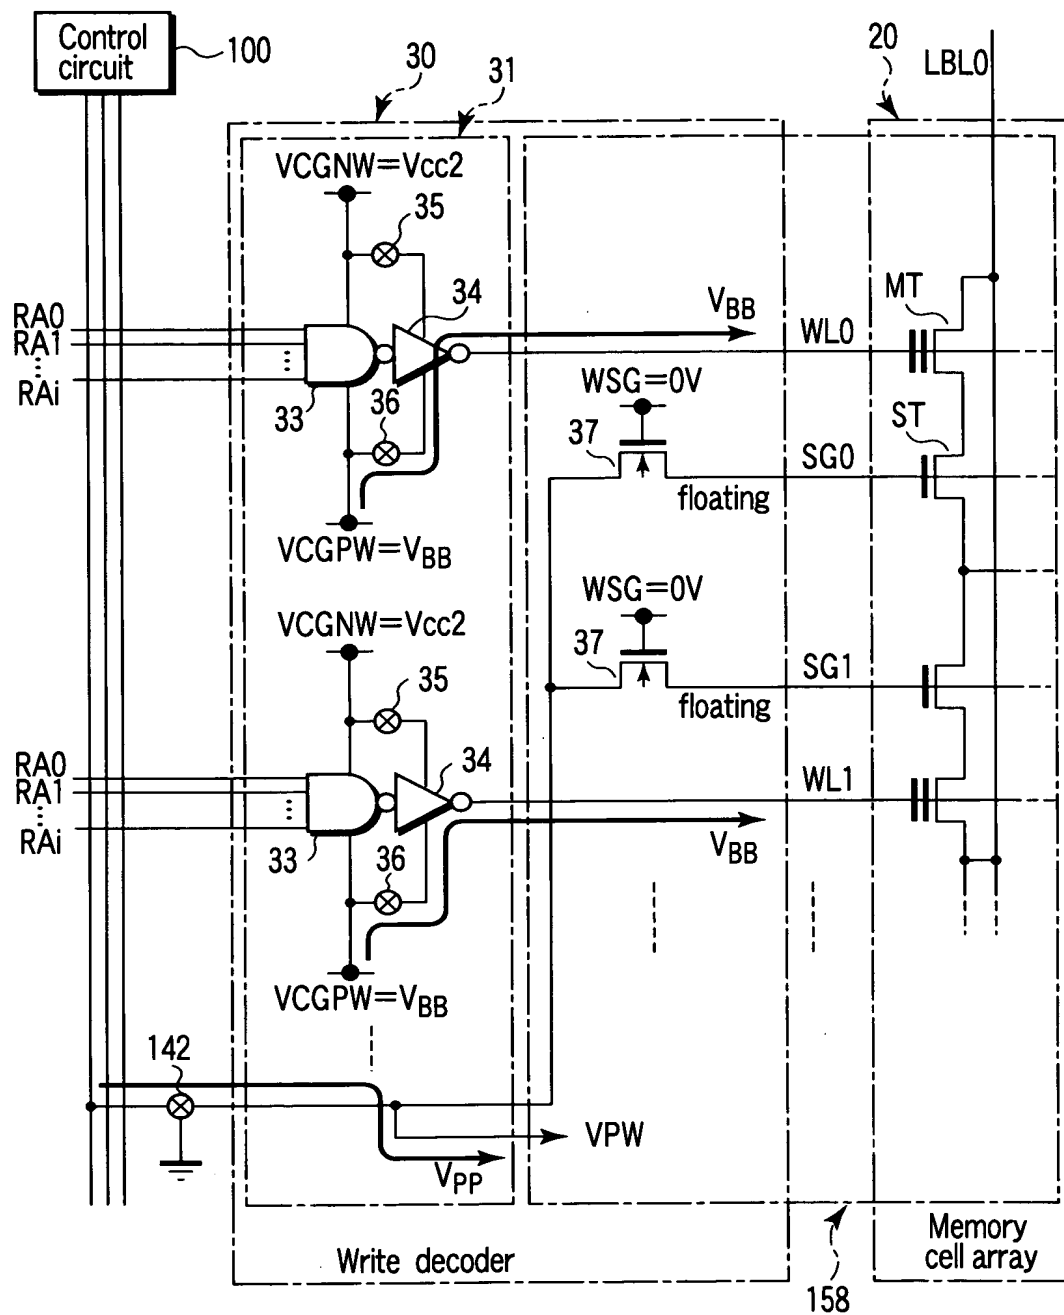 Control
circuit
100
30
31
20
LBL0
VCGNW=Vcc2
35
34
RA0
RA1
RAi
33
36
VCGPW=VBB
VBB
WL0
MT
WSG=0V
37
floating
SG0
ST
VCGNW=Vcc2
35
34
RA0
RA1
RAi
33
36
VCGPW=VBB
WSG=0V
37
floating
SG1
WL1
VBB
142
VPW
VPP
Write decoder
Memory
cell array
158